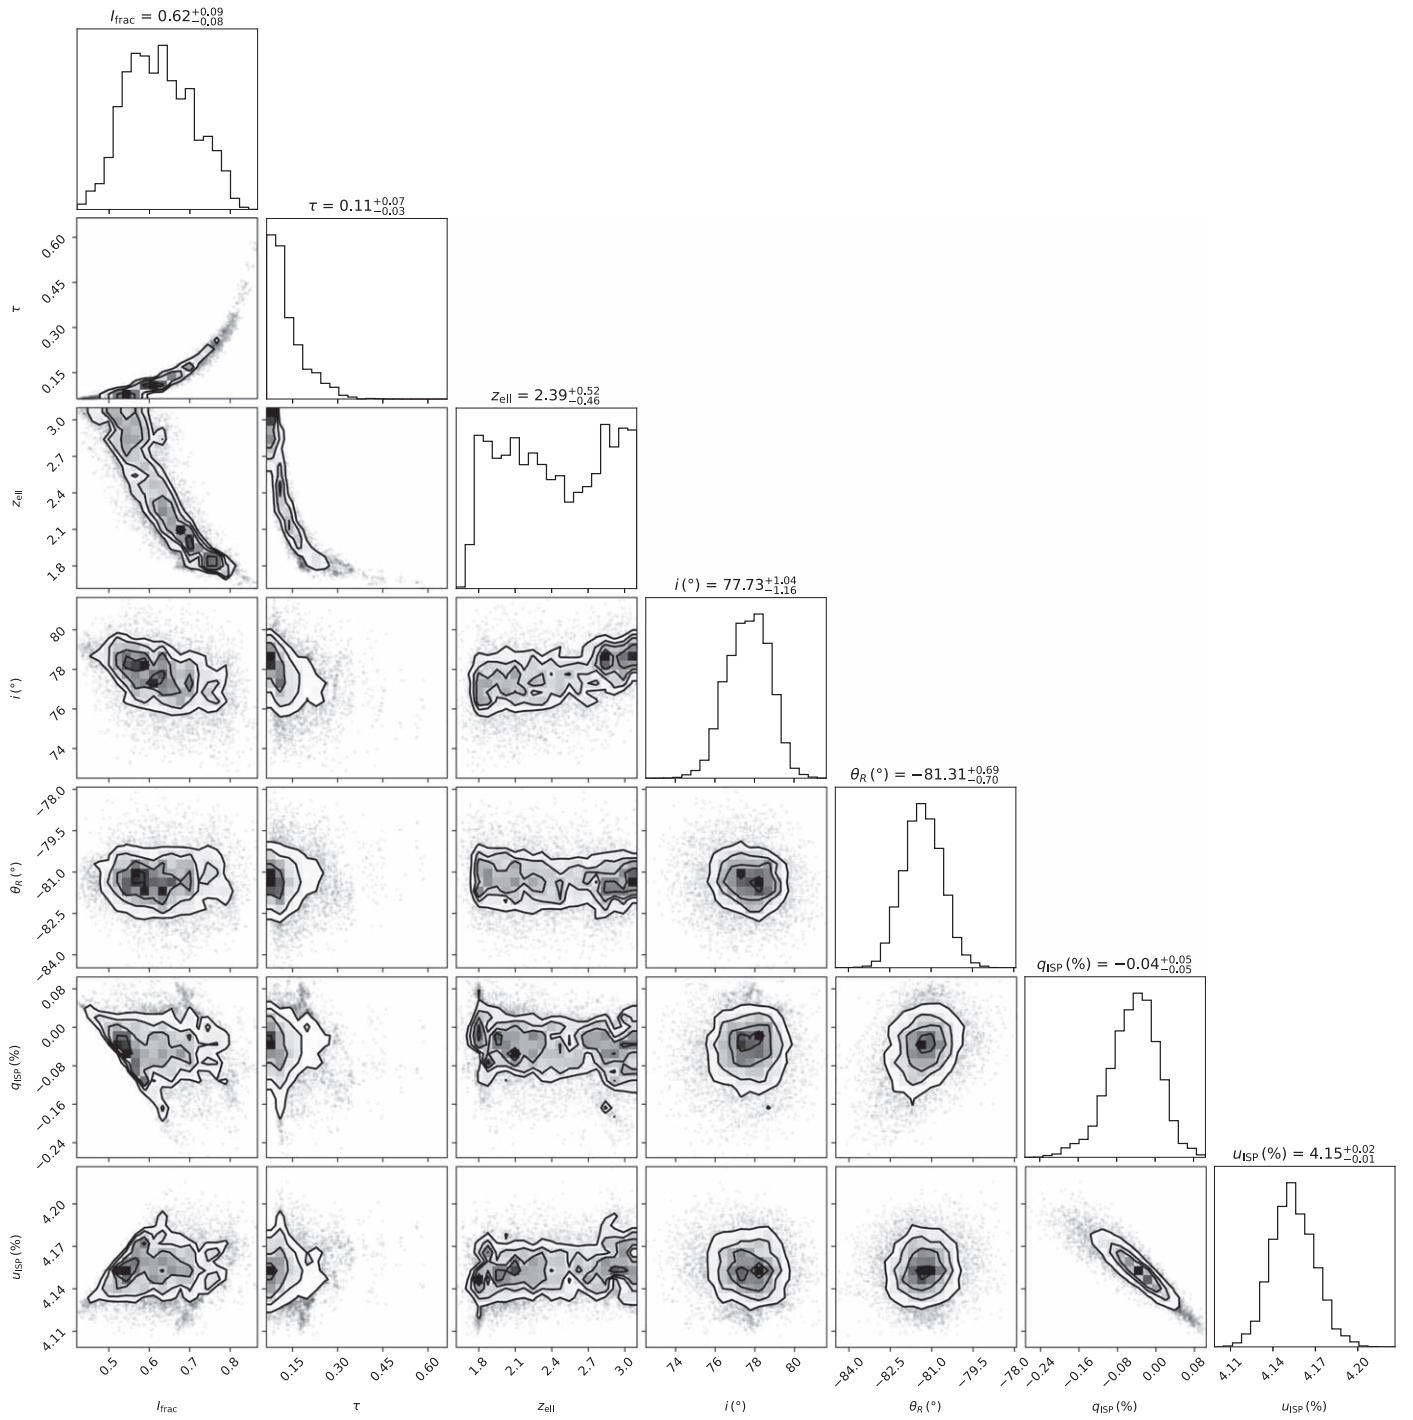 I_frac = 0.62^{+0.09}_{−0.08}
τ = 0.11^{+0.07}_{−0.03}
0.60
0.45
0.30
0.15
τ
z_ell = 2.39^{+0.52}_{−0.46}
3.0
2.7
2.4
2.1
1.8
z_ell
i (°) = 77.73^{+1.04}_{−1.16}
80
78
76
74
i (°)
θ_R (°) = −81.31^{+0.69}_{−0.70}
−78.0
−79.5
−81.0
−82.5
−84.0
θ_R (°)
q_ISP (%) = −0.04^{+0.05}_{−0.05}
0.08
0.00
−0.08
−0.16
−0.24
q_ISP (%)
u_ISP (%) = 4.15^{+0.02}_{−0.01}
4.20
4.17
4.14
4.11
u_ISP (%)
0.5 0.6 0.7 0.8 0.15 0.30 0.45 0.60 1.8 2.1 2.4 2.7 3.0 74 76 78 80 −84.0 −82.5 −81.0 −79.5 −78.0 −0.24 −0.16 −0.08 0.00 0.08 4.11 4.14 4.17 4.20
I_frac τ z_ell i (°) θ_R (°) q_ISP (%) u_ISP (%)